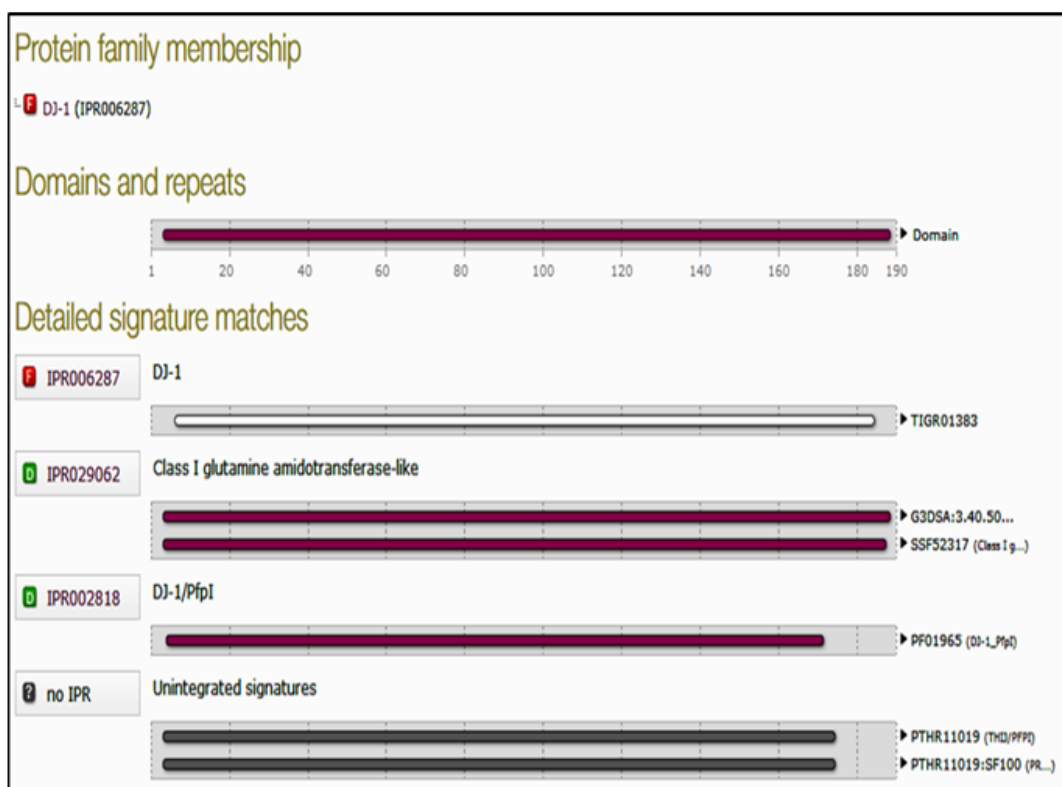 Protein family membership
F DJ-1 (IPR006287)
Domains and repeats
Domain
1 20 40 60 80 100 120 140 160 180 190
Detailed signature matches
F IPR006287 DJ-1
TIGR01383
D IPR029062 Class I glutamine amidotransferase-like
G3DSA:3.40.50...
SSF52317 (Class I g...)
D IPR002818 DJ-1/PfpI
PF01965 (DJ-1_PfpI)
? no IPR Unintegrated signatures
PTHR11019 (THIJ/PFPI)
PTHR11019:SF100 (PR...)